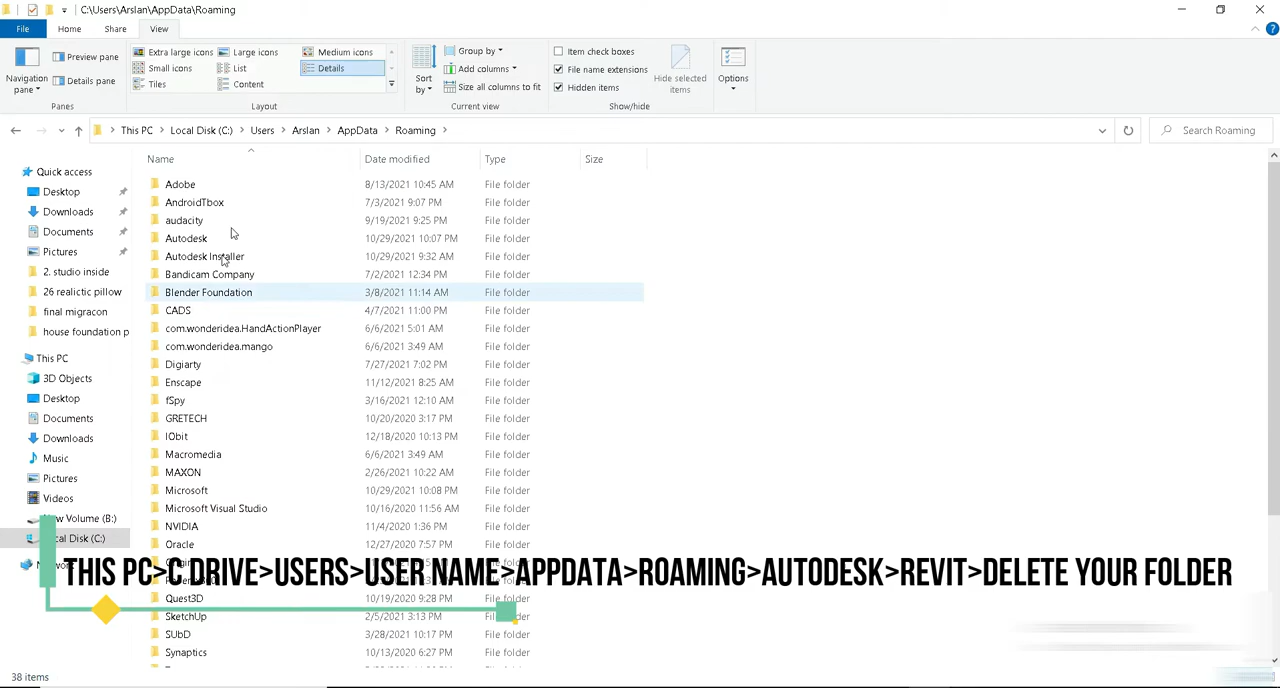 C:\Users\Arslan\AppData\Roaming
File Home Share View
Preview pane
Details pane
Navigation pane
Panes
Extra large icons Large icons Medium icons
Small icons List Details
Tiles Content
Layout
Sort by
Group by
Add columns
Size all columns to fit
Current view
Item check boxes
File name extensions
Hidden items
Hide selected items
Show/hide
Options
This PC Local Disk (C:) Users Arslan AppData Roaming
Search Roaming
Quick access
Desktop
Downloads
Documents
Pictures
2. studio inside
26 realictic pillow
final migracon
house foundation p
This PC
3D Objects
Desktop
Documents
Downloads
Music
Pictures
Videos
Volume (B:)
Disk (C:)
Name Date modified Type Size
Adobe 8/13/2021 10:45 AM File folder
AndroidTbox 7/3/2021 9:07 PM File folder
audacity 9/19/2021 9:25 PM File folder
Autodesk 10/29/2021 10:07 PM File folder
Autodesk Installer 10/29/2021 9:32 AM File folder
Bandicam Company 7/2/2021 12:34 PM File folder
Blender Foundation 3/8/2021 11:14 AM File folder
CADS 4/7/2021 11:00 PM File folder
com.wonderidea.HandActionPlayer 6/6/2021 5:01 AM File folder
com.wonderidea.mango 6/6/2021 3:49 AM File folder
Digiarty 7/27/2021 7:02 PM File folder
Enscape 11/12/2021 8:25 AM File folder
fSpy 3/16/2021 12:10 AM File folder
GRETECH 10/20/2020 3:17 PM File folder
IObit 12/18/2020 10:13 PM File folder
Macromedia 6/6/2021 3:49 AM File folder
MAXON 2/26/2021 10:22 AM File folder
Microsoft 10/29/2021 10:08 PM File folder
Microsoft Visual Studio 10/16/2020 11:56 AM File folder
NVIDIA 11/4/2020 1:36 PM File folder
Oracle 12/27/2020 7:57 PM File folder
THIS PC>C DRIVE>USERS>USER NAME>APPDATA>ROAMING>AUTODESK>REVIT>DELETE YOUR FOLDER
Quest3D 10/19/2020 9:28 PM File folder
SketchUp 2/5/2021 3:13 PM File folder
SUbD 3/28/2021 10:17 PM File folder
Synaptics 10/13/2020 6:27 PM File folder
38 items